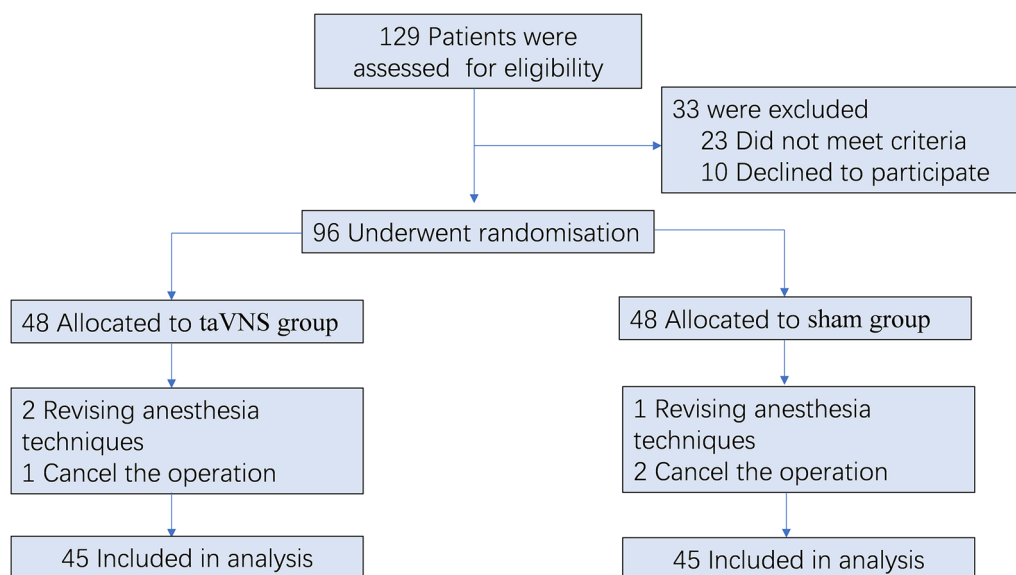 129 Patients were
assessed for eligibility
33 were excluded
23 Did not meet criteria
10 Declined to participate
96 Underwent randomisation
48 Allocated to taVNS group
48 Allocated to sham group
2 Revising anesthesia
techniques
1 Cancel the operation
1 Revising anesthesia
techniques
2 Cancel the operation
45 Included in analysis
45 Included in analysis